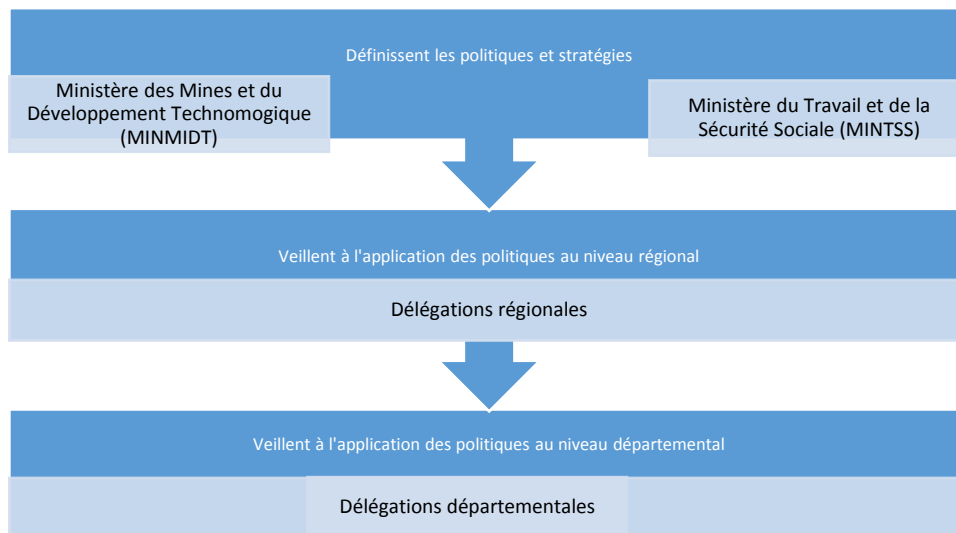 Définissent les politiques et stratégies
Ministère des Mines et du
Développement Technomogique
(MINMIDT)
Ministère du Travail et de la
Sécurité Sociale (MINTSS)
Veillent à l'application des politiques au niveau régional
Délégations régionales
Veillent à l'application des politiques au niveau départemental
Délégations départementales